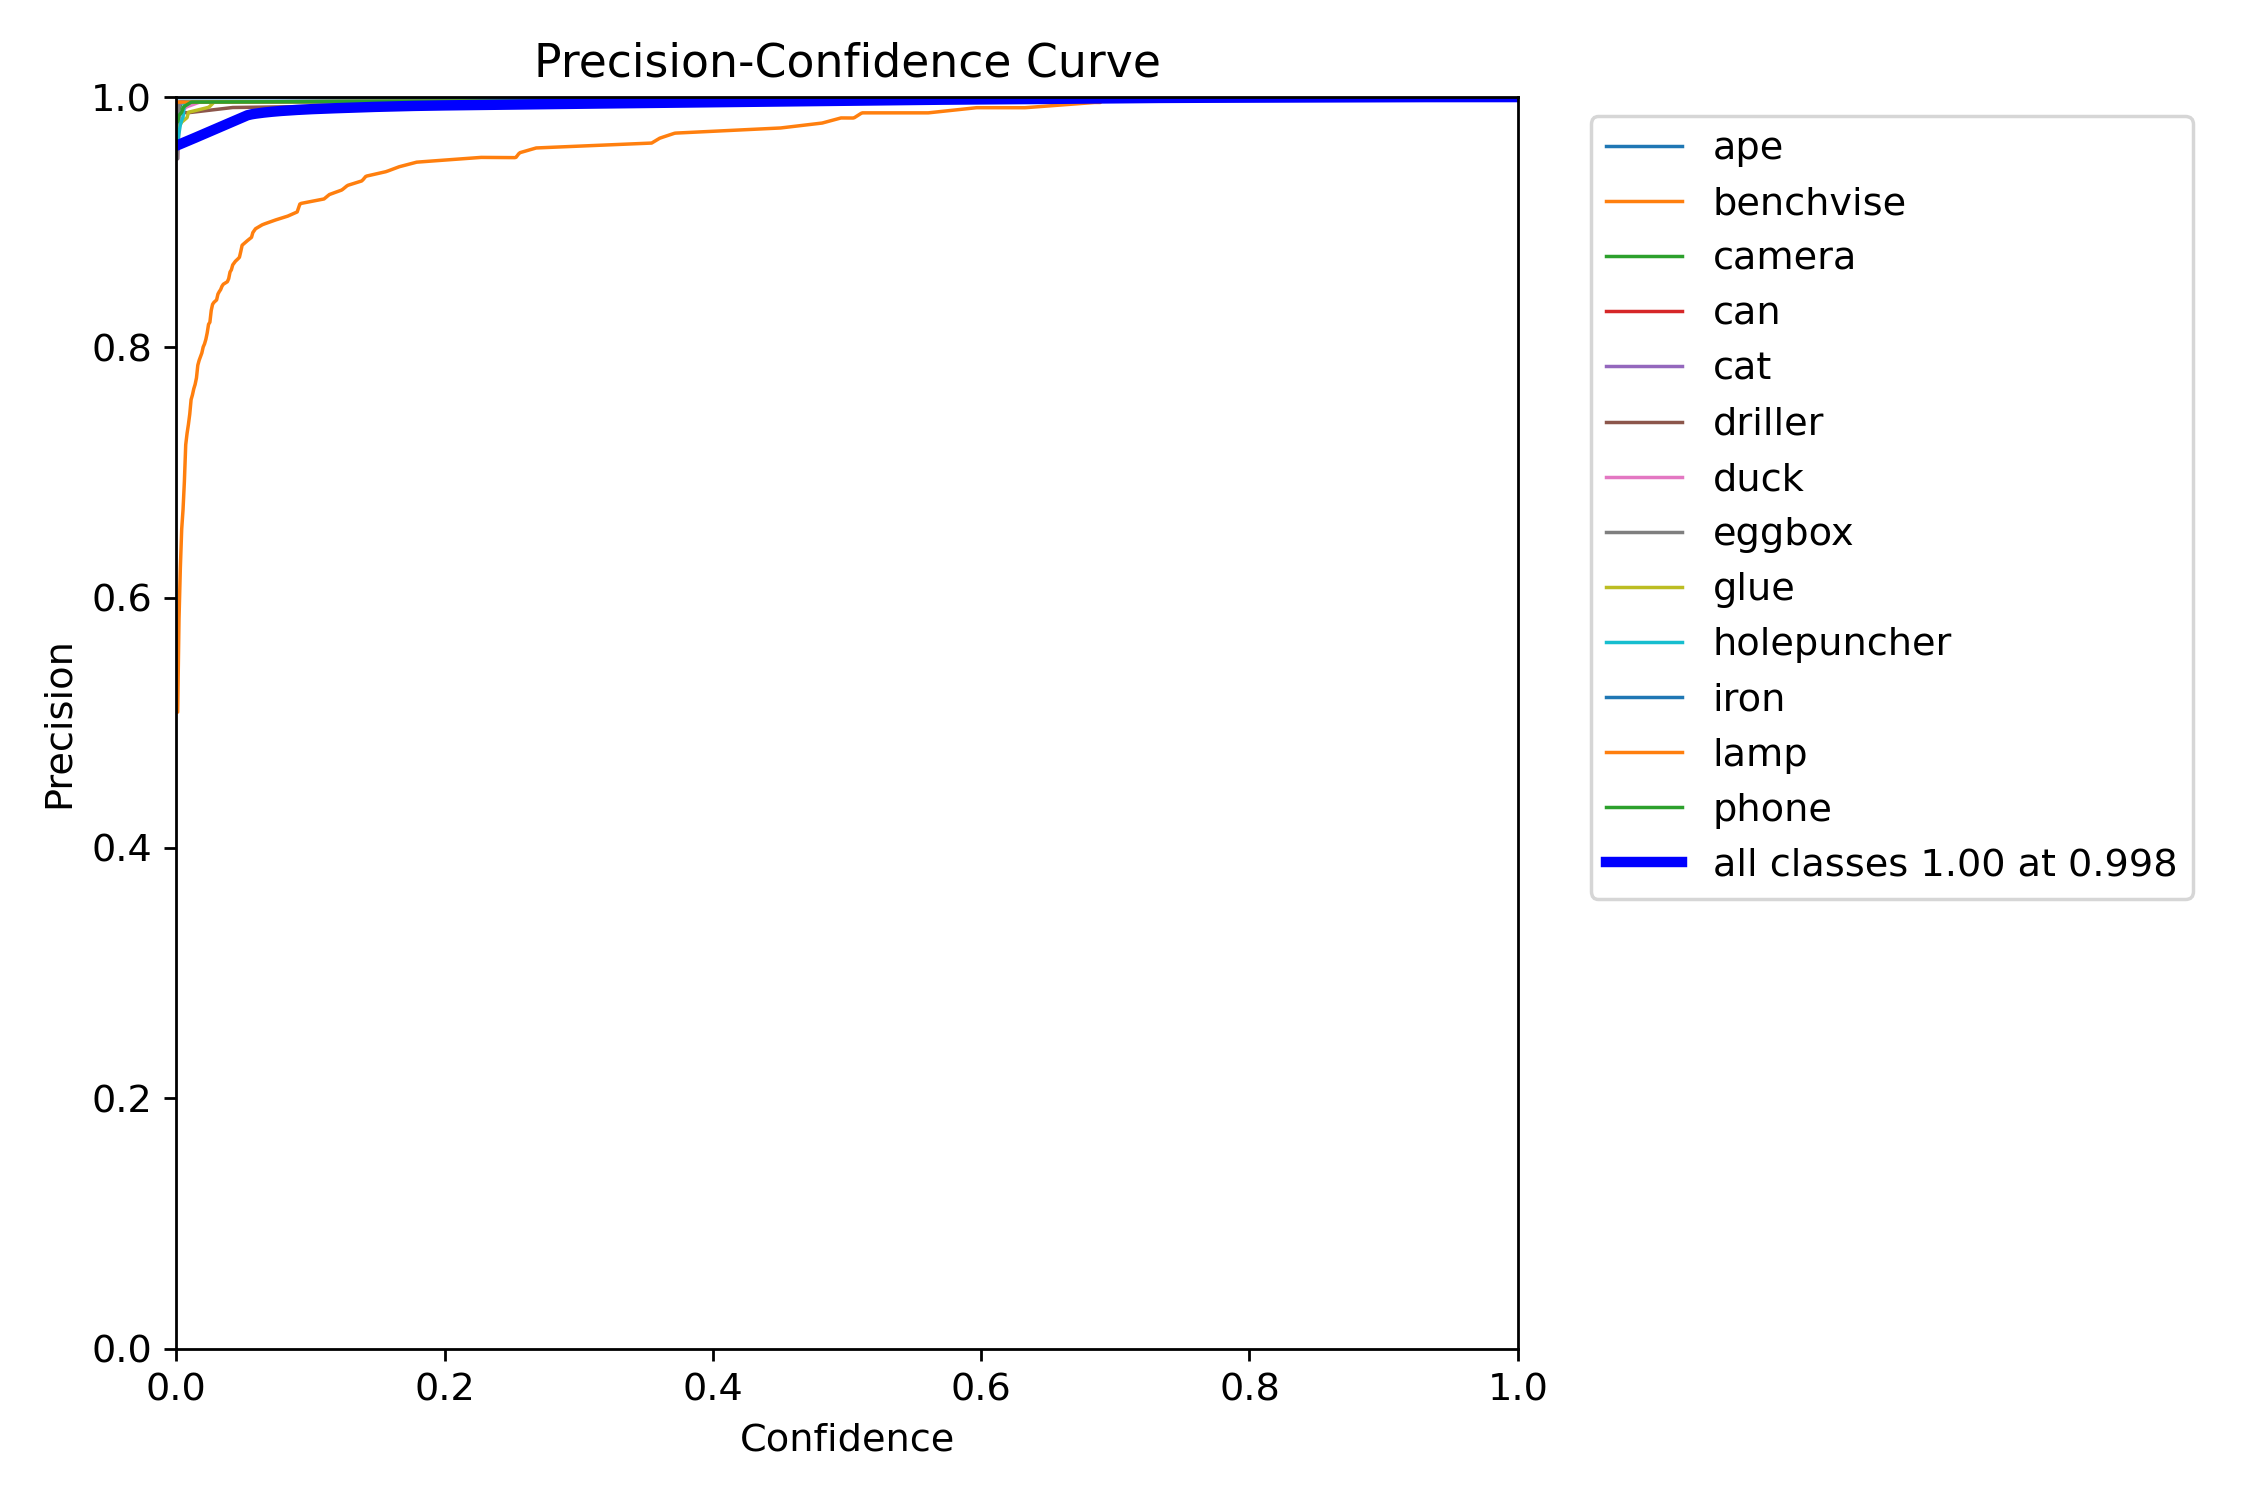 Precision-Confidence Curve
1.0
0.8
0.6
0.4
0.2
0.0
Precision
0.0 0.2 0.4 0.6 0.8 1.0
Confidence
ape
benchvise
camera
can
cat
driller
duck
eggbox
glue
holepuncher
iron
lamp
phone
all classes 1.00 at 0.998